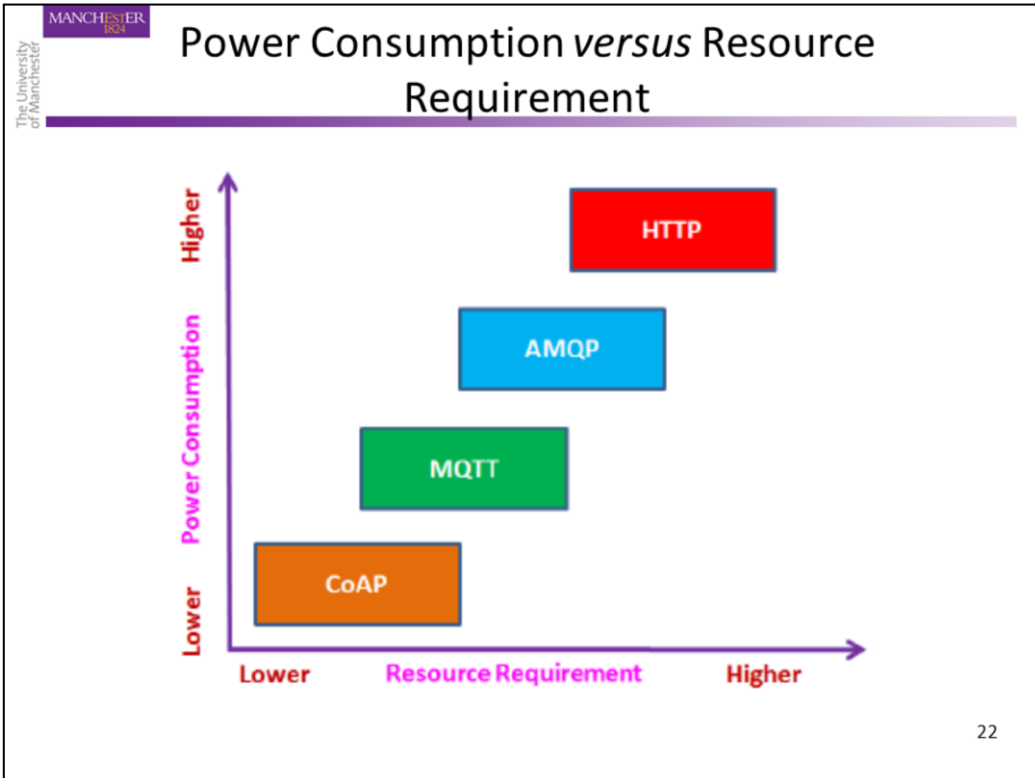 MANCHESTER
1824
The University
of Manchester
Power Consumption versus Resource
Requirement
Higher
Power Consumption
Lower
HTTP
AMQP
MQTT
CoAP
Lower
Resource Requirement
Higher
22